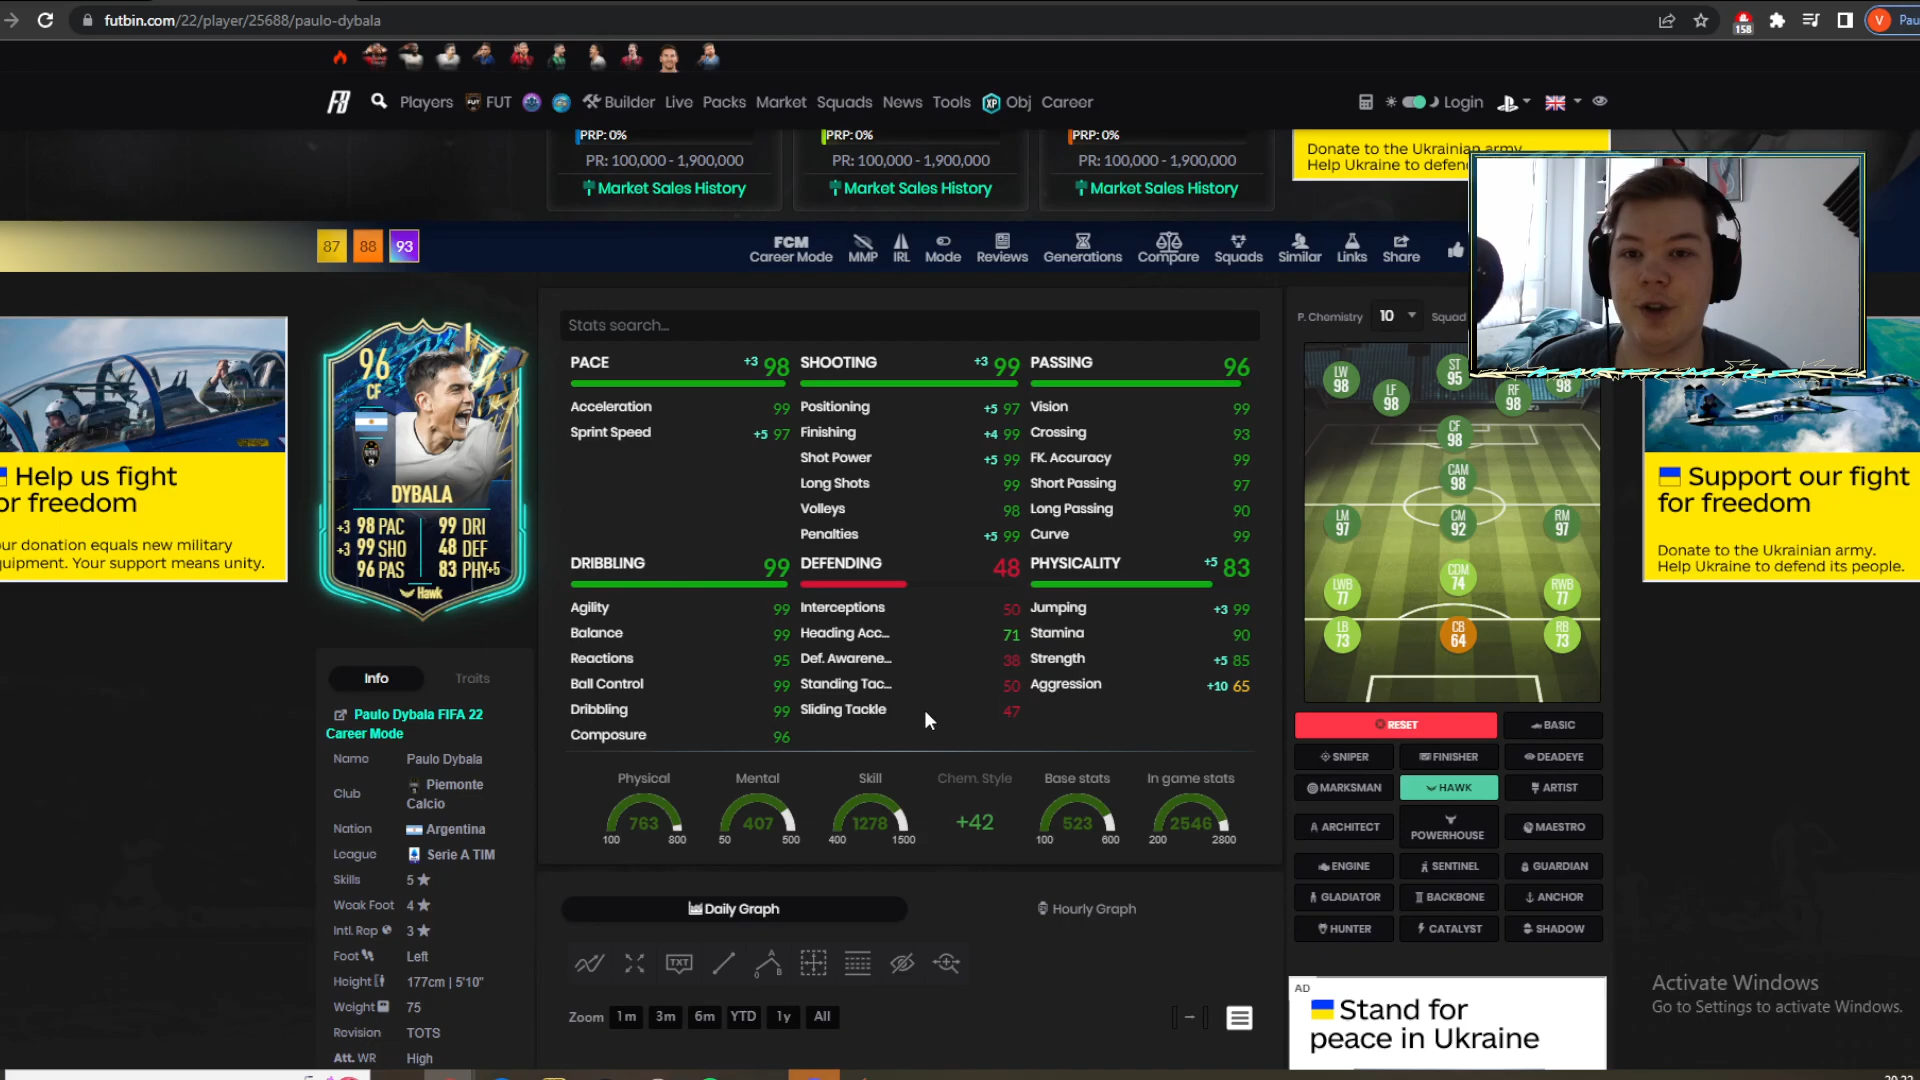 futbin.com/22/player/25688/paulo-dybala
158
V
Pau
FB Players FUT Builder Live Packs Market Squads News Tools XP Obj Career Login
PRP: 0% PRP: 0% PRP: 0%
PR: 100,000 - 1,900,000 PR: 100,000 - 1,900,000 PR: 100,000 - 1,900,000
Market Sales History Market Sales History Market Sales History
Donate to the Ukrainian army.
Help Ukraine to defend
87 88 93
FCM Career Mode MMP IRL Mode Reviews Generations Compare Squads Similar Links Share
Help us fight
or freedom
ur donation equals new military
quipment. Your support means unity.
96
CF
DYBALA
+3 98 PAC 99 DRI
+3 99 SHO 48 DEF
96 PAS 83 PHY+5
Hawk
Stats search...
PACE +3 98
Acceleration 99
Sprint Speed +5 97
SHOOTING +3 99
Positioning +5 97
Finishing +4 99
Shot Power +5 99
Long Shots 99
Volleys 98
Penalties +5 99
PASSING 96
Vision 99
Crossing 93
FK. Accuracy 99
Short Passing 97
Long Passing 90
Curve 99
DRIBBLING 99
Agility 99
Balance 99
Reactions 95
Ball Control 99
Dribbling 99
Composure 96
DEFENDING 48
Interceptions 50
Heading Acc... 71
Def. Awarene... 38
Standing Tac... 50
Sliding Tackle 47
PHYSICALITY +5 83
Jumping +3 99
Stamina 90
Strength +5 85
Aggression +10 65
Physical Mental Skill Chem. Style Base stats In game stats
763 407 1278 +42 523 2546
100 800 50 500 400 1500 100 600 200 2800
Daily Graph Hourly Graph
TXT
Zoom 1m 3m 6m YTD 1y All
Info Traits
Paulo Dybala FIFA 22
Career Mode
Name Paulo Dybala
Club Piemonte Calcio
Nation Argentina
League Serie A TIM
Skills 5
Weak Foot 4
Intl. Rep 3
Foot Left
Height 177cm | 5'10"
Weight 75
Revision TOTS
Att. WR High
P. Chemistry 10 Squad
LW 98
ST 95
98
LF 98
RF 98
CF 98
CAM 98
LM 97
CM 92
RM 97
CDM 74
LWB 77
RWB 77
LB 73
CB 64
RB 73
RESET BASIC
SNIPER FINISHER DEADEYE
MARKSMAN HAWK ARTIST
ARCHITECT POWERHOUSE MAESTRO
ENGINE SENTINEL GUARDIAN
GLADIATOR BACKBONE ANCHOR
HUNTER CATALYST SHADOW
Support our fight
for freedom
Donate to the Ukrainian army.
Help Ukraine to defend its people.
AD
Stand for
peace in Ukraine
Activate Windows
Go to Settings to activate Windows.